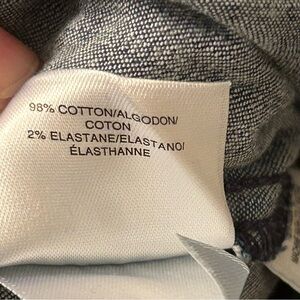 98% COTTON/ALGODON/
COTON
2% ELASTANE/ELASTANO/
ÉLASTHANNE